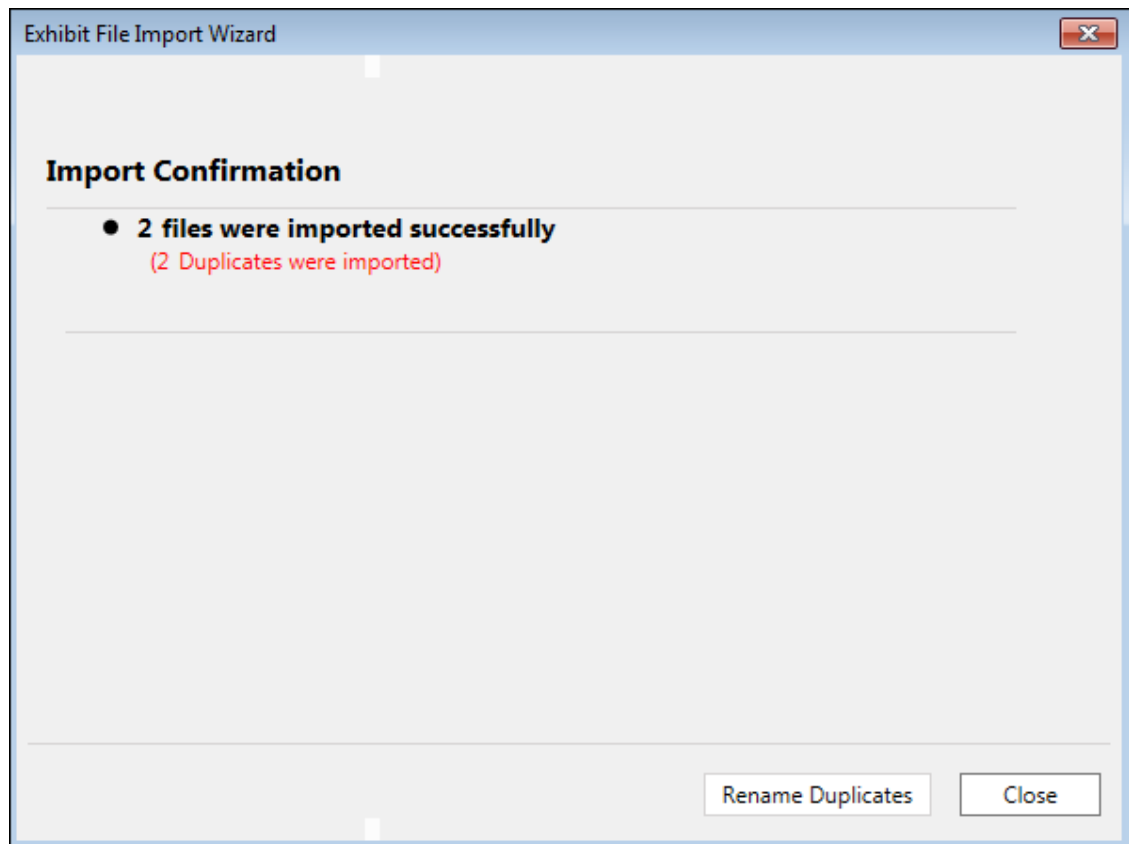 Exhibit File Import Wizard
Import Confirmation
2 files were imported successfully
(2 Duplicates were imported)
Rename Duplicates
Close